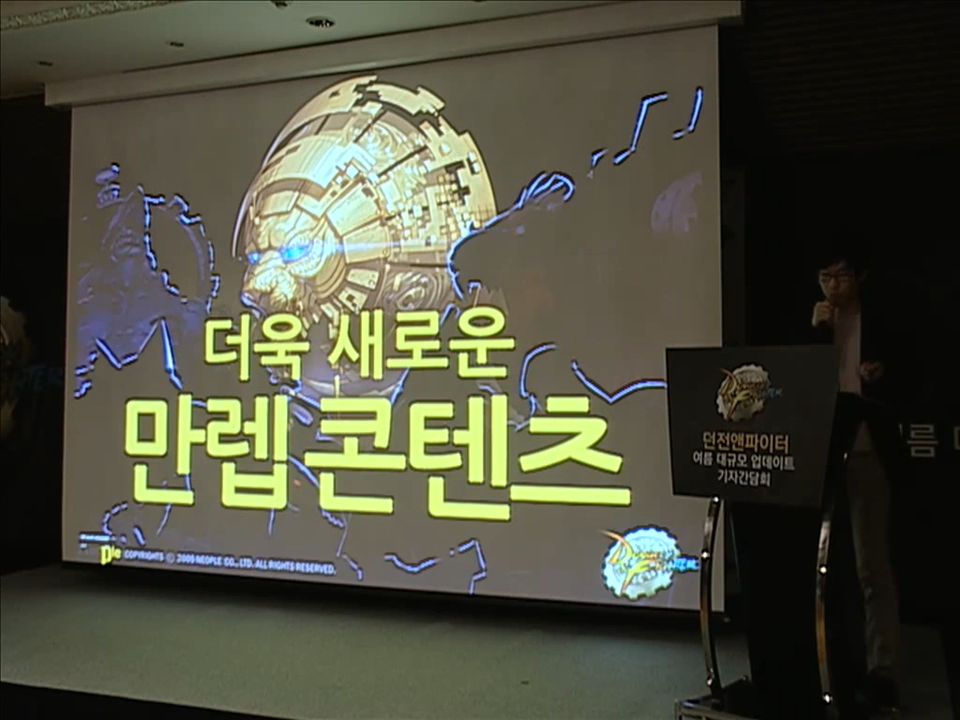 더욱 새로운
만렙 콘텐츠
ple COPYRIGHTS ⓒ 2009 NEOPLE CO., LTD. ALL RIGHTS RESERVED.
던전앤파이터
여름 대규모 업데이트
기자간담회
름